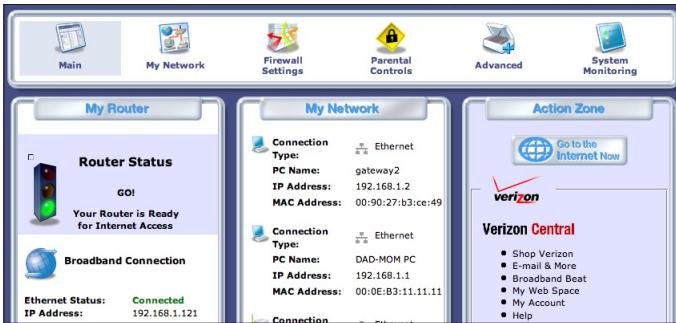 Main
My Network
Firewall
Settings
Parental
Controls
Advanced
System
Monitoring
My Router
Router Status
GO!
Your Router is Ready
for Internet Access
Broadband Connection
Ethernet Status: Connected
IP Address: 192.168.1.121
My Network
Connection
Type: Ethernet
PC Name: gateway2
IP Address: 192.168.1.2
MAC Address: 00:90:27:b3:ce:49
Connection
Type: Ethernet
PC Name: DAD-MOM PC
IP Address: 192.168.1.1
MAC Address: 00:0E:B3:11:11:11
Connection
Ethernet
Action Zone
Go to the
Internet Now
verizon
Verizon Central
Shop Verizon
E-mail & More
Broadband Beat
My Web Space
My Account
Help